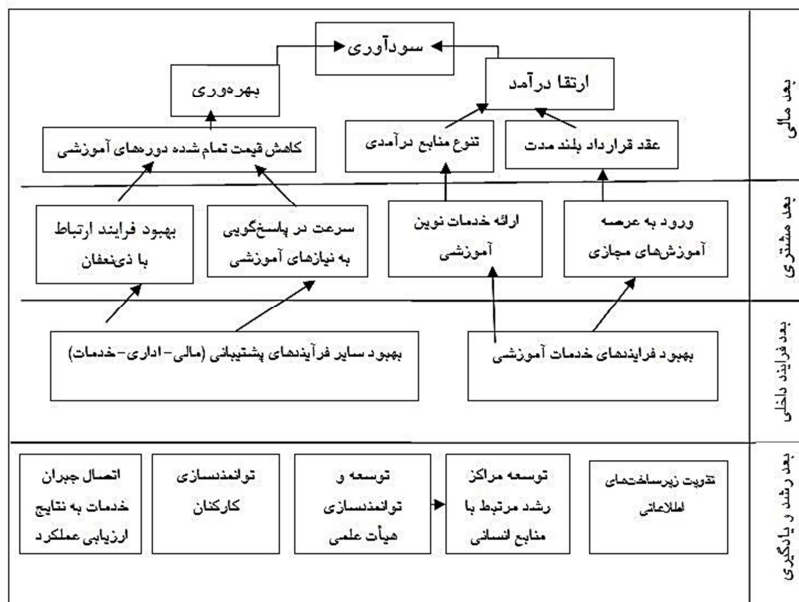 سودآوری
ارتقا درآمد
بهره‌وری
بعد مالی
عقد قرارداد بلند مدت
تنوع منابع درآمدی
کاهش قیمت تمام شده دوره‌های آموزشی
بعد مشتری
ورود به عرصه
آموزش‌های مجازی
ارائه خدمات نوین
آموزشی
سرعت در پاسخ‌گویی
به نیازهای آموزشی
بهبود فرایند ارتباط
با ذی‌نعفان
بعد فرایند داخلی
بهبود فرایندهای خدمات آموزشی
بهبود سایر فرآیندهای پشتیبانی (مالی-اداری-خدمات)
بعد رشد و یادگیری
تقویت زیرساخت‌های
اطلاعاتی
توسعه مراکز
رشد مرتبط با
منابع انسانی
توسعه و
توانمندسازی
هیأت علمی
توانمندسازی
کارکنان
اتصال جبران
خدمات به نتایج
ارزیابی عملکرد